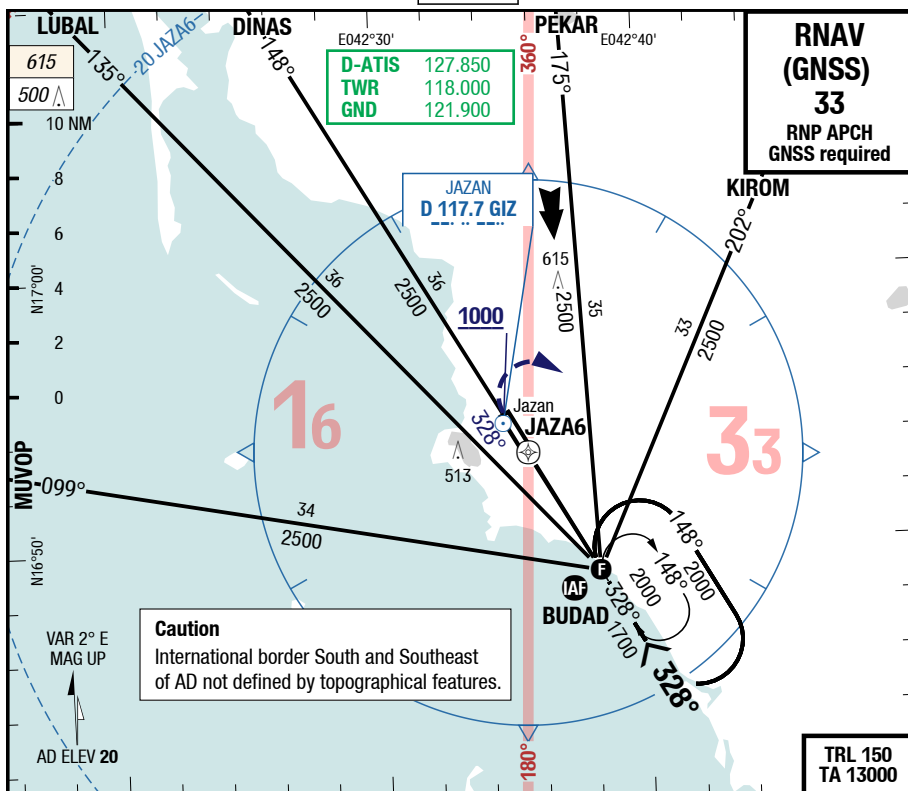 LUBAL
DINAS
PEKAR
E042°30'
E042°40'
RNAV
(GNSS)
33
RNP APCH
GNSS required
615
500
135°
20 JAZA6
148°
360°
175°
D-ATIS 127.850
TWR 118.000
GND 121.900
10 NM
8
6
4
2
0
N17°00'
JAZAN
D 117.7 GIZ
KIROM
202°
615
36
2500
36
2500
2500
35
33
2500
1000
16
33
Jazan
JAZA6
328°
513
MUVOP
099°
34
2500
N16°50'
F
IAF
BUDAD
148°
2000
148°
2000
328°
1700
328°
Caution
International border South and Southeast
of AD not defined by topographical features.
VAR 2° E
MAG UP
AD ELEV 20
180°
TRL 150
TA 13000